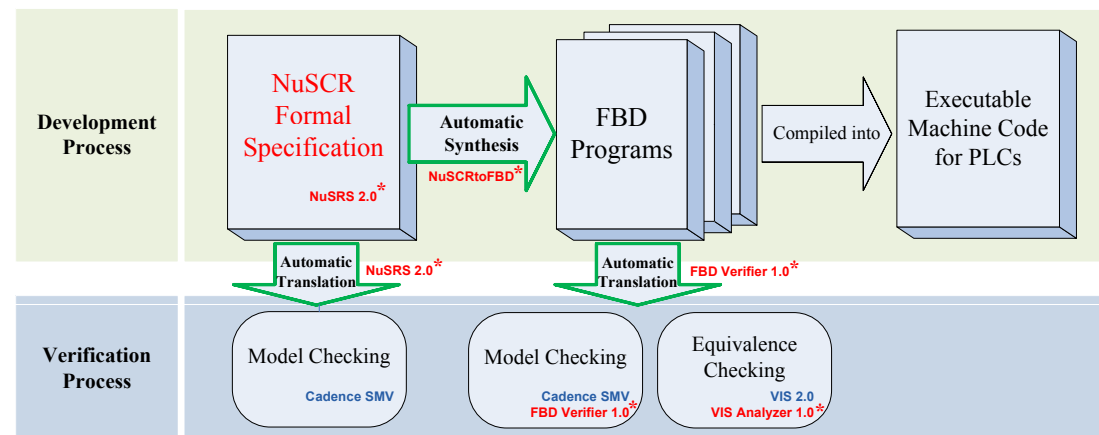 Development
Process
NuSCR
Formal
Specification
NuSRS 2.0*
Automatic
Synthesis
NuSCRtoFBD*
FBD
Programs
Compiled into
Executable
Machine Code
for PLCs
Automatic
Translation
NuSRS 2.0*
Automatic
Translation
FBD Verifier 1.0*
Verification
Process
Model Checking
Cadence SMV
Model Checking
Cadence SMV
FBD Verifier 1.0*
Equivalence
Checking
VIS 2.0
VIS Analyzer 1.0*